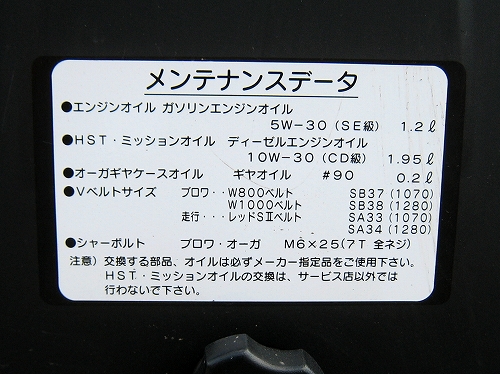 メンテナンスデータ
●エンジンオイル ガソリンエンジンオイル
5W-30 (SE級) 1.2ℓ
●HST・ミッションオイル ディーゼルエンジンオイル
10W-30 (CD級) 1.95ℓ
●オーガギヤケースオイル ギヤオイル #90 0.2ℓ
●Vベルトサイズ ブロワ‥W800ベルト SB37 (1070)
W1000ベルト SB38 (1280)
走行‥レッドSⅡベルト SA33 (1070)
SA34 (1280)
●シャーボルト ブロワ・オーガ M6×25(7T 全ネジ)
注意) 交換する部品、オイルは必ずメーカー指定品をご使用下さい。
HST・ミッションオイルの交換は、サービス店以外では
行わないで下さい。